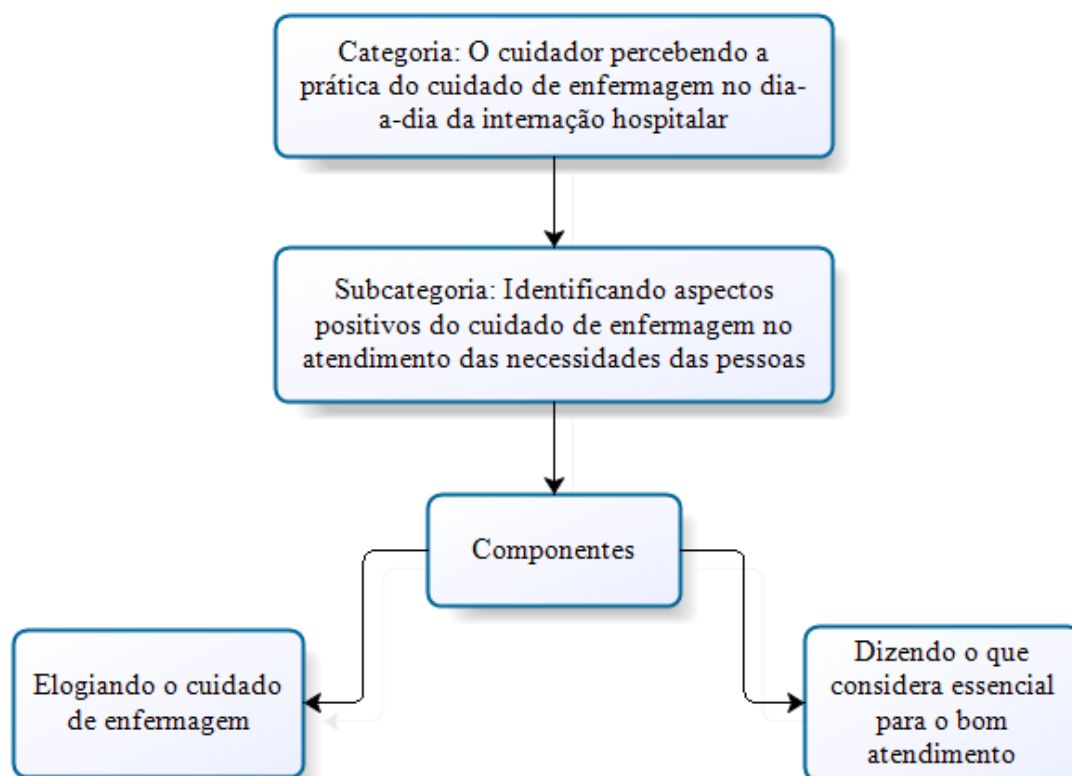 Categoria: O cuidador percebendo a
prática do cuidado de enfermagem no dia-
a-dia da internação hospitalar
Subcategoria: Identificando aspectos
positivos do cuidado de enfermagem no
atendimento das necessidades das pessoas
Componentes
Elogiando o cuidado
de enfermagem
Dizendo o que
considera essencial
para o bom
atendimento